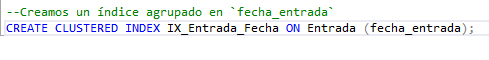 --Creamos un índice agrupado en `fecha_entrada`
CREATE CLUSTERED INDEX IX_Entrada_Fecha ON Entrada (fecha_entrada);